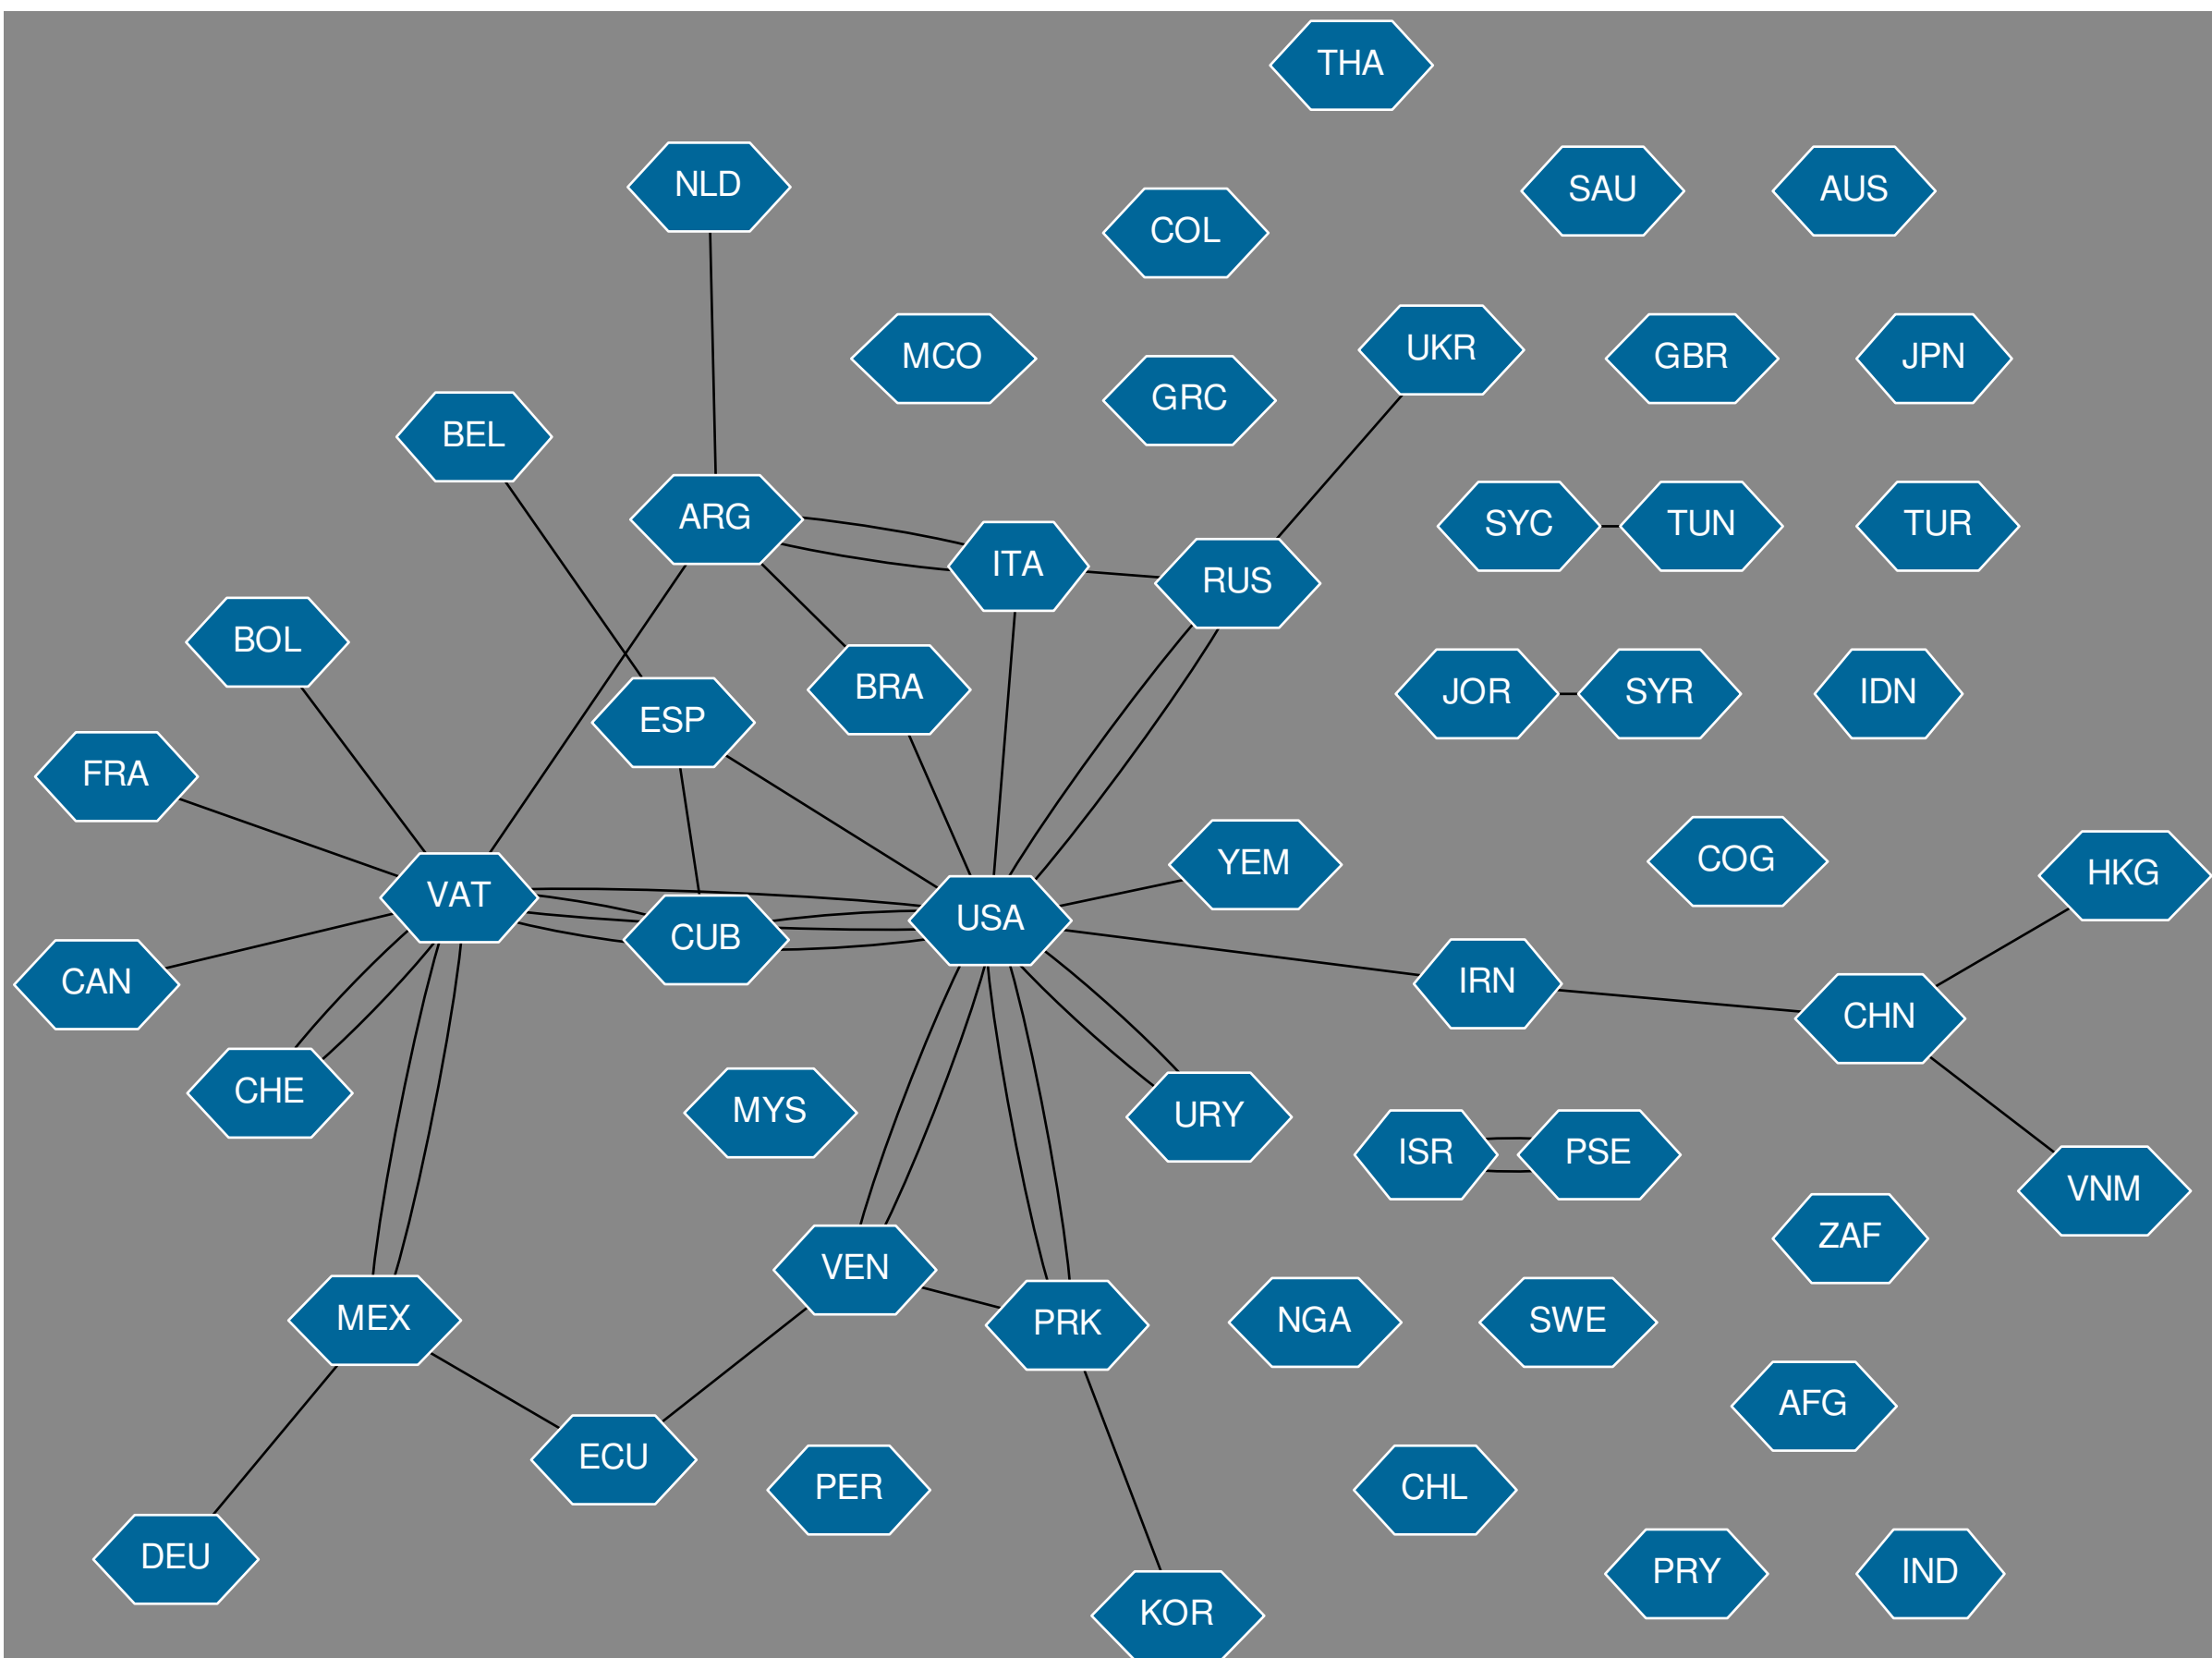 THA
NLD
SAU
AUS
COL
UKR
MCO
GBR
JPN
GRC
BEL
ARG
SYC
TUN
TUR
ITA
RUS
BOL
BRA
JOR
SYR
IDN
ESP
FRA
YEM
COG
HKG
VAT
USA
CUB
CAN
IRN
CHN
CHE
MYS
URY
ISR
PSE
VNM
ZAF
VEN
MEX
PRK
NGA
SWE
AFG
ECU
PER
CHL
DEU
PRY
IND
KOR